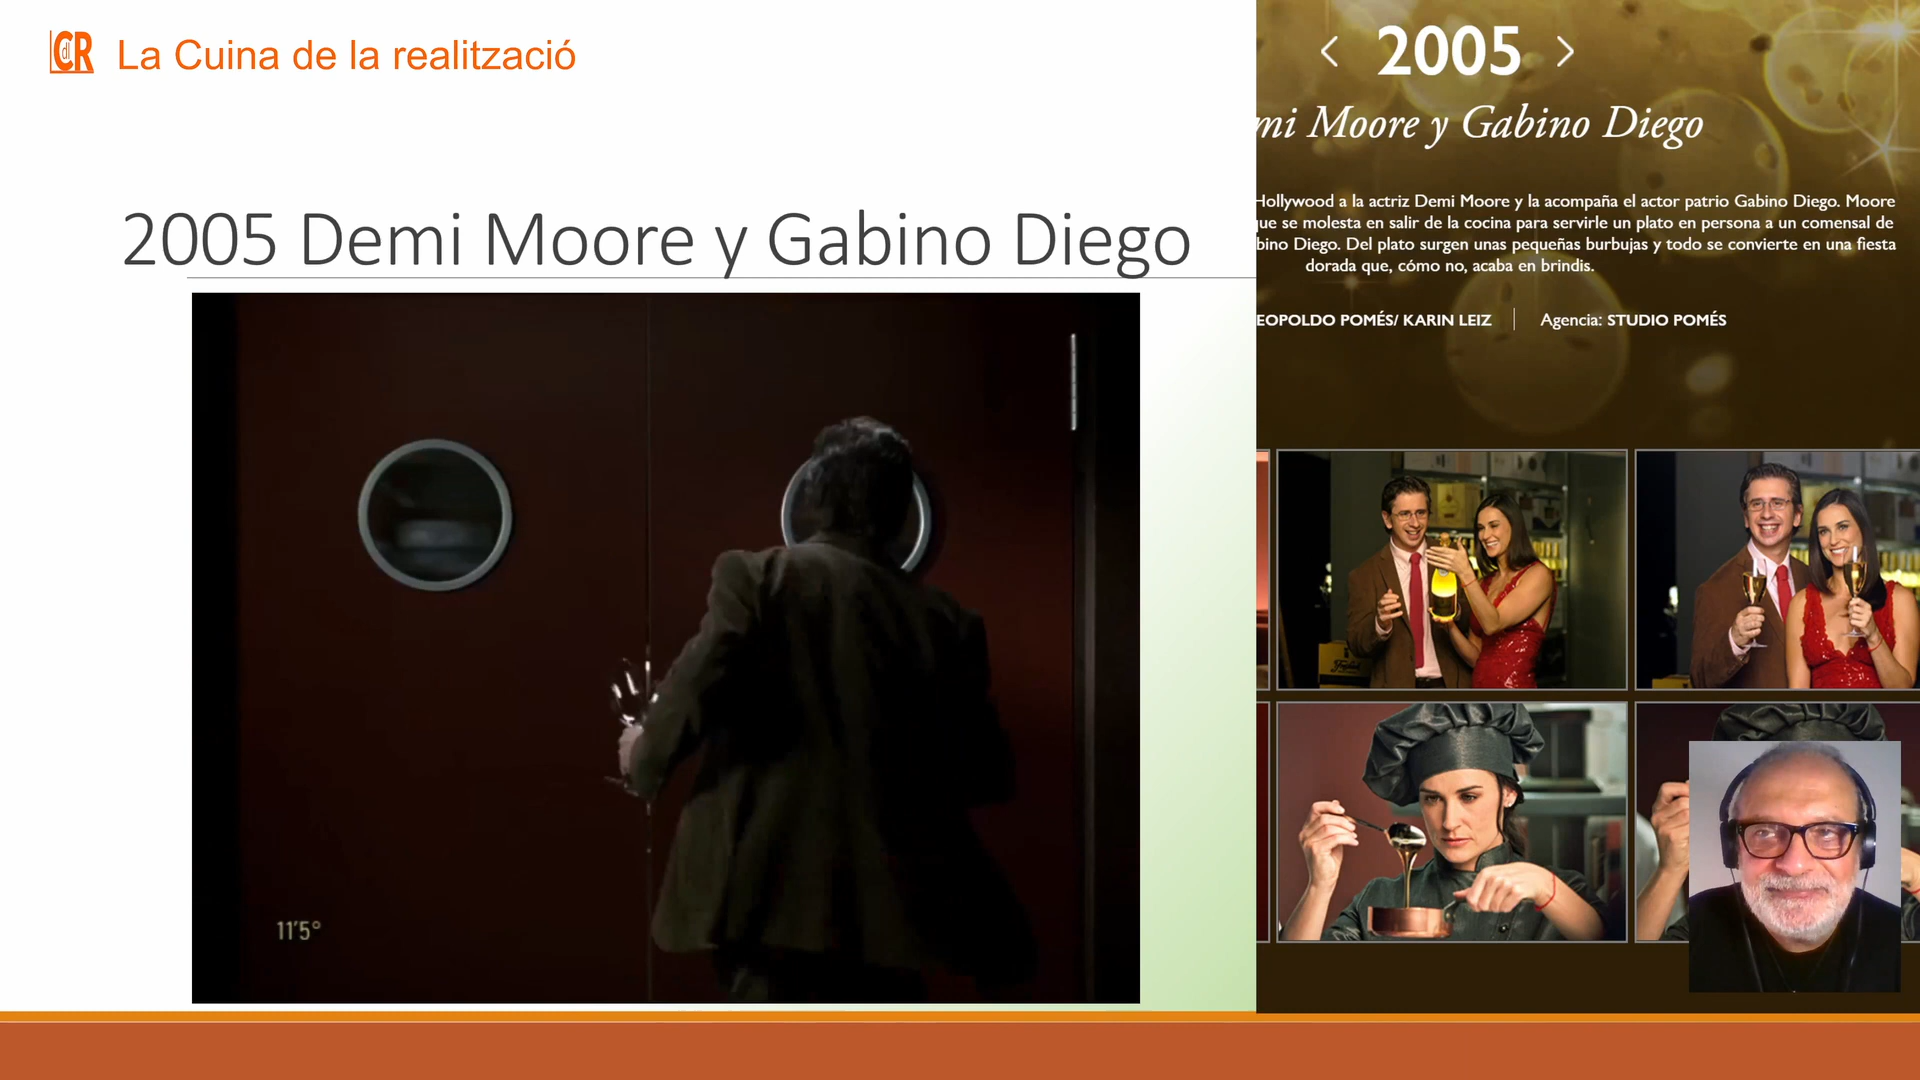 CdlR La Cuina de la realització
2005 Demi Moore y Gabino Diego
11'5°
< 2005 >
mi Moore y Gabino Diego
Hollywood a la actriz Demi Moore y la acompaña el actor patrio Gabino Diego. Moore
que se molesta en salir de la cocina para servirle un plato en persona a un comensal de
bino Diego. Del plato surgen unas pequeñas burbujas y todo se convierte en una fiesta
dorada que, cómo no, acaba en brindis.
EOPOLDO POMÉS/ KARIN LEIZ | Agencia: STUDIO POMÉS
Freixenet